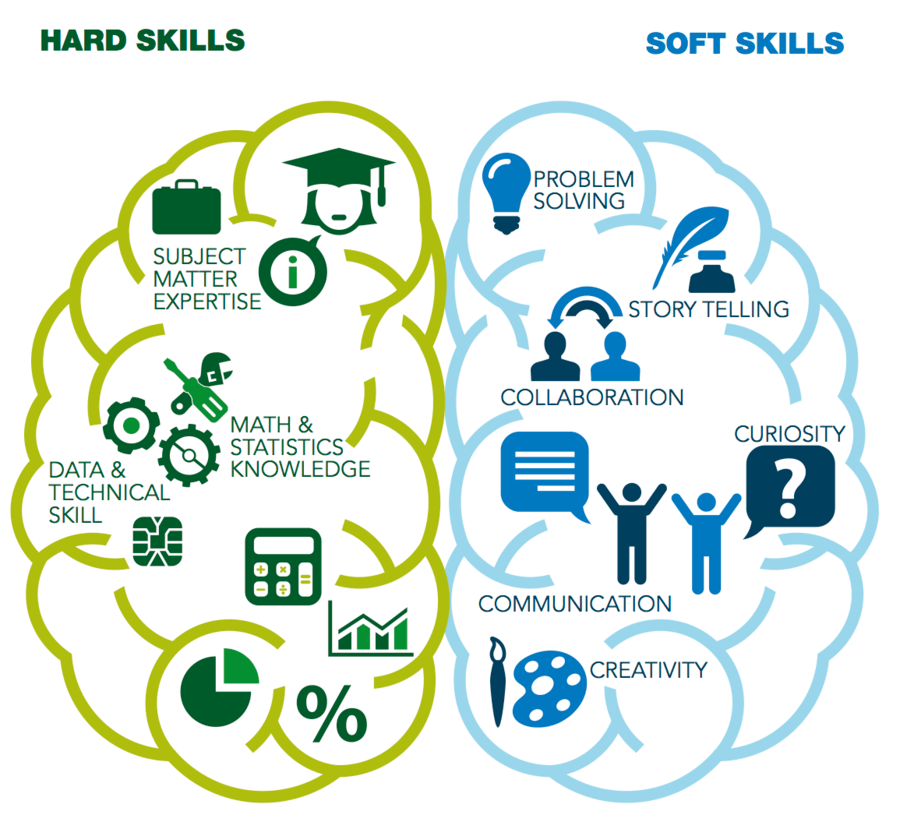 HARD SKILLS
SOFT SKILLS
SUBJECT
MATTER
EXPERTISE
i
MATH &
STATISTICS
KNOWLEDGE
DATA &
TECHNICAL
SKILL
%
PROBLEM
SOLVING
STORY TELLING
COLLABORATION
CURIOSITY
?
COMMUNICATION
CREATIVITY